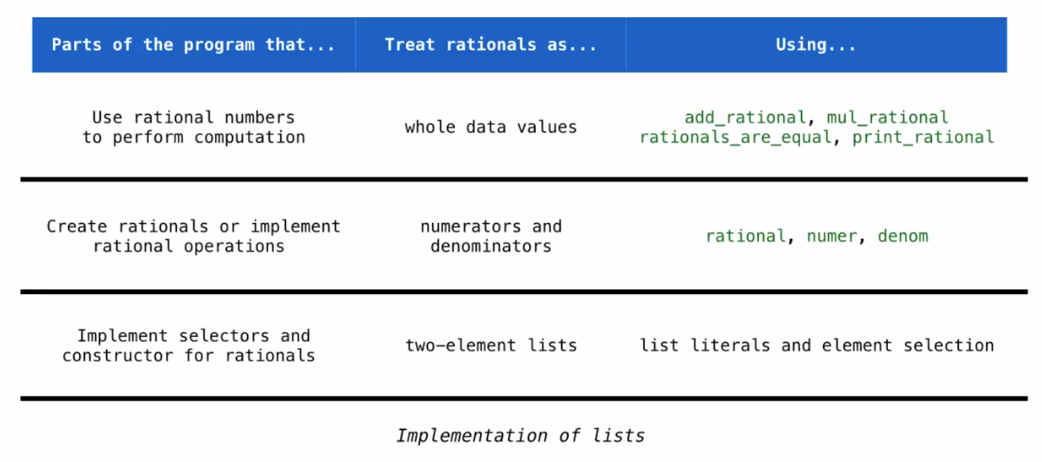 Parts of the program that... Treat rationals as... Using...
Use rational numbers
to perform computation
whole data values
add_rational, mul_rational
rationals_are_equal, print_rational
Create rationals or implement
rational operations
numerators and
denominators
rational, numer, denom
Implement selectors and
constructor for rationals
two-element lists
list literals and element selection
Implementation of lists